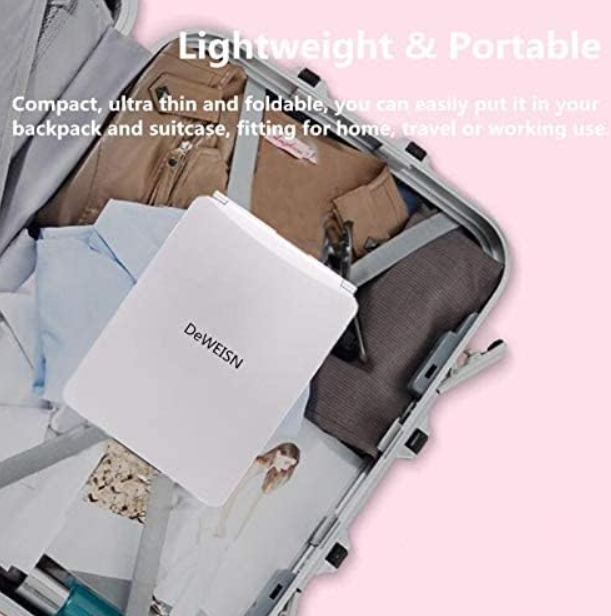 Lightweight & Portable
Compact, ultra thin and foldable, you can easily put it in your
backpack and suitcase, fitting for home, travel or working use.
DeWEISN